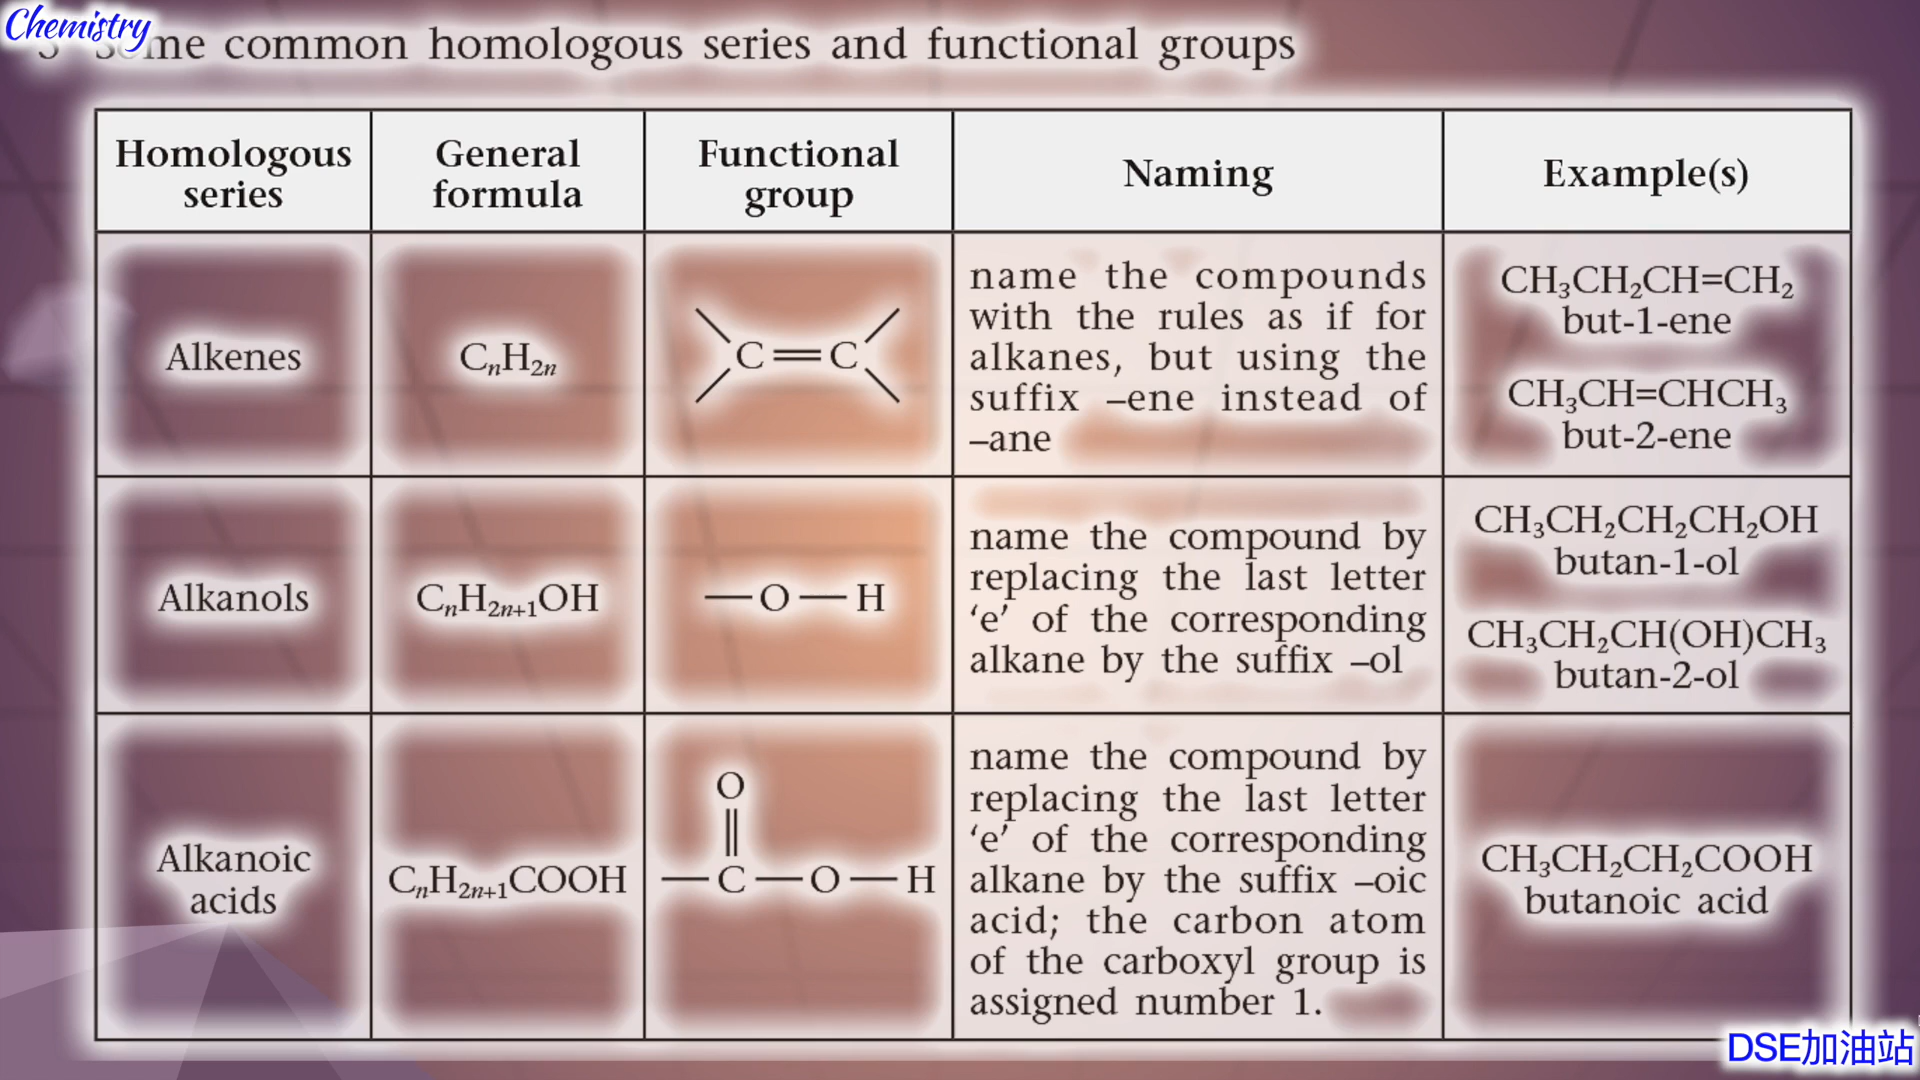 Chemistry
3 Some common homologous series and functional groups
Homologous series
General formula
Functional group
Naming
Example(s)
Alkenes
CₙH₂ₙ
C=C
name the compounds
with the rules as if for
alkanes, but using the
suffix –ene instead of
–ane
CH₃CH₂CH=CH₂
but-1-ene
CH₃CH=CHCH₃
but-2-ene
Alkanols
CₙH₂ₙ₊₁OH
—O—H
name the compound by
replacing the last letter
‘e’ of the corresponding
alkane by the suffix –ol
CH₃CH₂CH₂CH₂OH
butan-1-ol
CH₃CH₂CH(OH)CH₃
butan-2-ol
Alkanoic
acids
CₙH₂ₙ₊₁COOH
O
—C—O—H
name the compound by
replacing the last letter
‘e’ of the corresponding
alkane by the suffix –oic
acid; the carbon atom
of the carboxyl group is
assigned number 1.
CH₃CH₂CH₂COOH
butanoic acid
DSE加油站